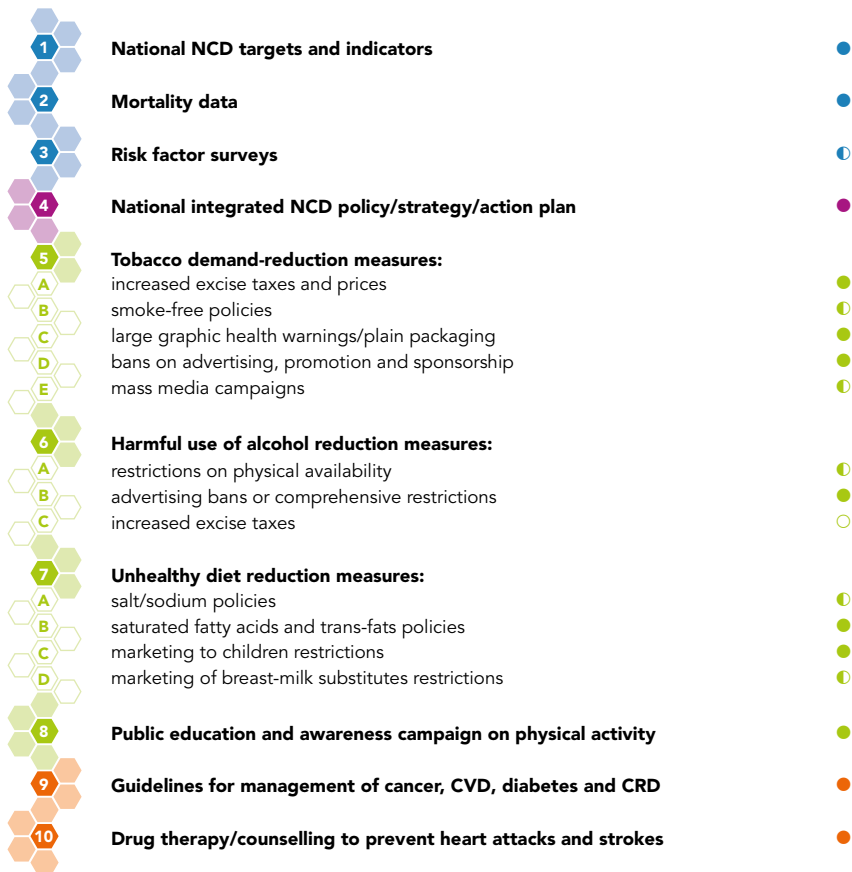 1 National NCD targets and indicators
2 Mortality data
3 Risk factor surveys
4 National integrated NCD policy/strategy/action plan
5 Tobacco demand-reduction measures:
A increased excise taxes and prices
B smoke-free policies
C large graphic health warnings/plain packaging
D bans on advertising, promotion and sponsorship
E mass media campaigns
6 Harmful use of alcohol reduction measures:
A restrictions on physical availability
B advertising bans or comprehensive restrictions
C increased excise taxes
7 Unhealthy diet reduction measures:
A salt/sodium policies
B saturated fatty acids and trans-fats policies
C marketing to children restrictions
D marketing of breast-milk substitutes restrictions
8 Public education and awareness campaign on physical activity
9 Guidelines for management of cancer, CVD, diabetes and CRD
10 Drug therapy/counselling to prevent heart attacks and strokes